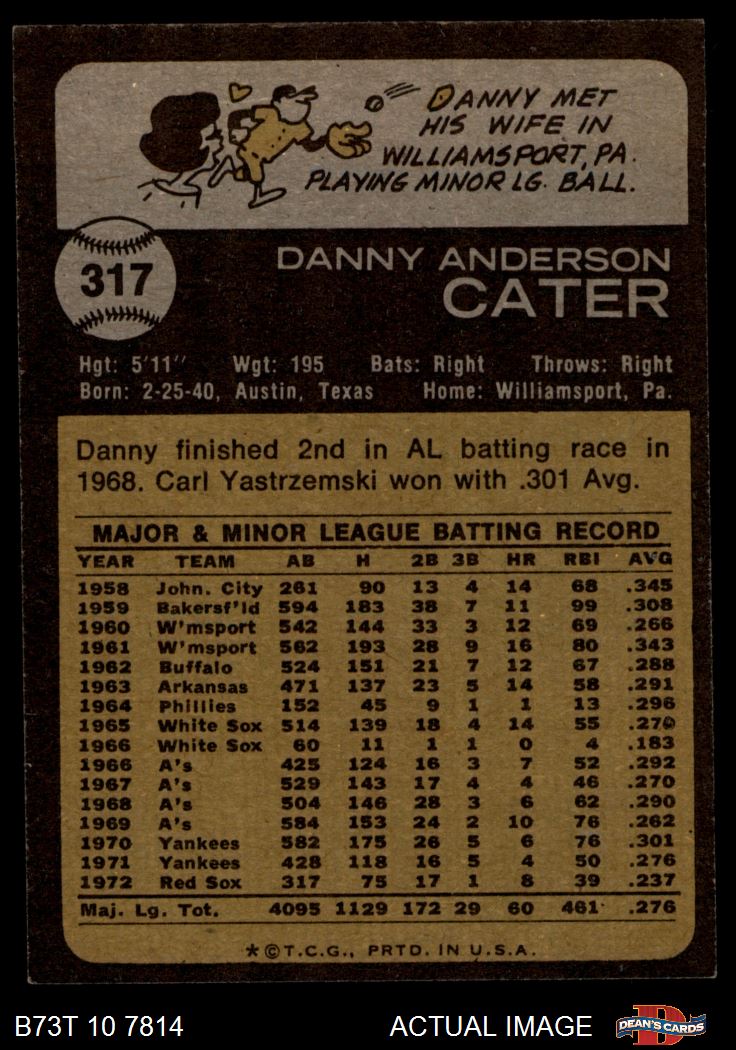 DANNY MET
HIS WIFE IN
WILLIAMSPORT, PA.
PLAYING MINOR LG. BALL.
317
DANNY ANDERSON
CATER
Hgt: 5'11" Wgt: 195 Bats: Right Throws: Right
Born: 2-25-40, Austin, Texas Home: Williamsport, Pa.
Danny finished 2nd in AL batting race in
1968. Carl Yastrzemski won with .301 Avg.
MAJOR & MINOR LEAGUE BATTING RECORD
YEAR TEAM AB H 2B 3B HR RBI AVG
1958 John. City 261 90 13 4 14 68 .345
1959 Bakersf'ld 594 183 38 7 11 99 .308
1960 W'msport 542 144 33 3 12 69 .266
1961 W'msport 562 193 28 9 16 80 .343
1962 Buffalo 524 151 21 7 12 67 .288
1963 Arkansas 471 137 23 5 14 58 .291
1964 Phillies 152 45 9 1 1 13 .296
1965 White Sox 514 139 18 4 14 55 .270
1966 White Sox 60 11 1 1 0 4 .183
1966 A's 425 124 16 3 7 52 .292
1967 A's 529 143 17 4 4 46 .270
1968 A's 504 146 28 3 6 62 .290
1969 A's 584 153 24 2 10 76 .262
1970 Yankees 582 175 26 5 6 76 .301
1971 Yankees 428 118 16 5 4 50 .276
1972 Red Sox 317 75 17 1 8 39 .237
Maj. Lg. Tot. 4095 1129 172 29 60 461 .276
*©T.C.G., PRTD. IN U.S.A.
B73T 10 7814 ACTUAL IMAGE
D
DEAN'S CARDS